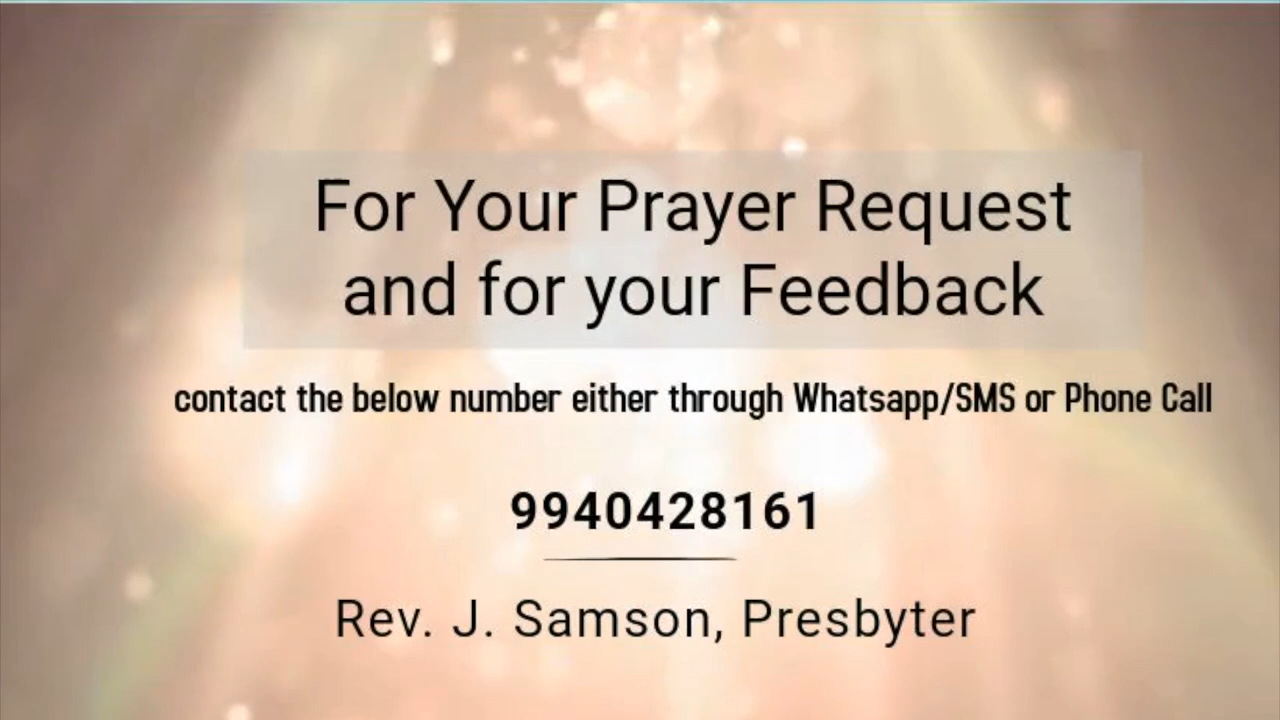 For Your Prayer Request
and for your Feedback
contact the below number either through Whatsapp/SMS or Phone Call
9940428161
Rev. J. Samson, Presbyter